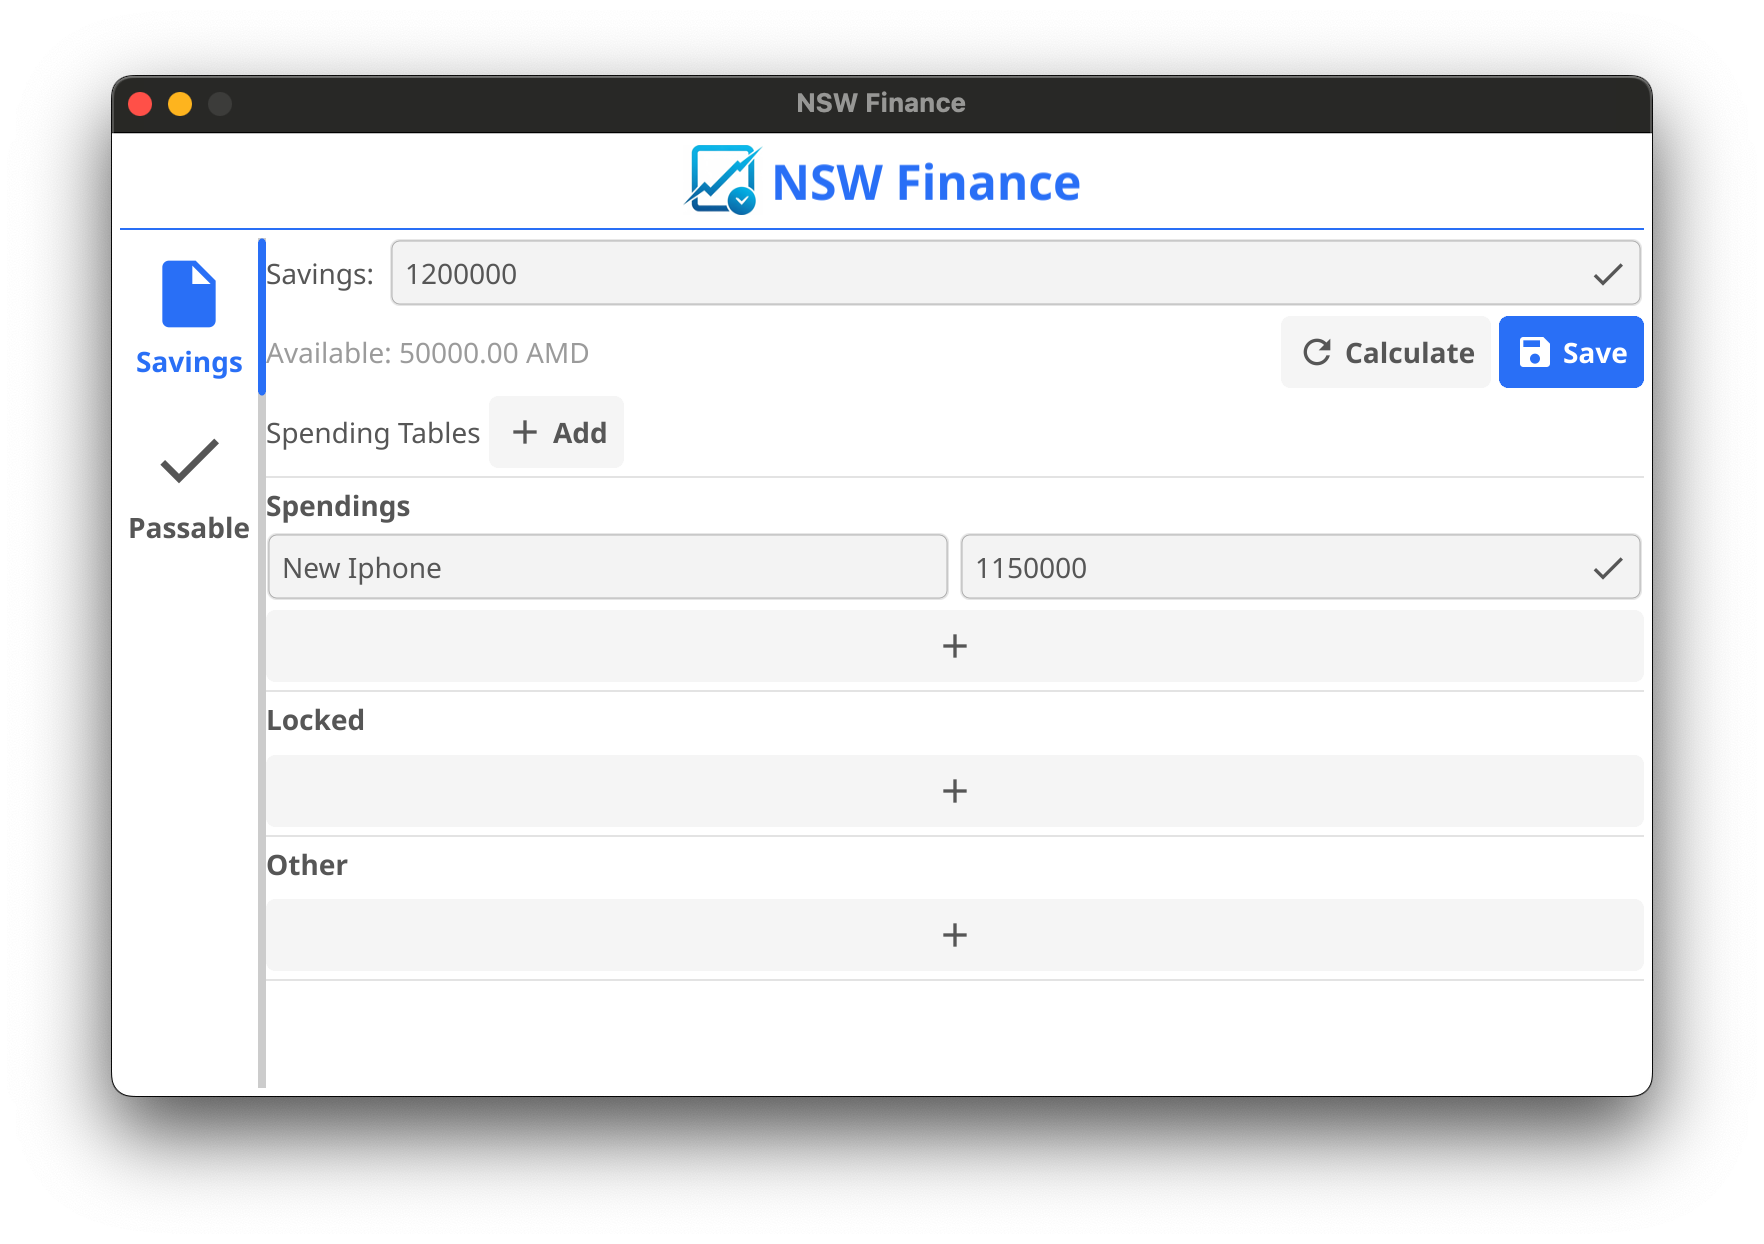 NSW Finance
NSW Finance
Savings
Passable
Savings: 1200000
Available: 50000.00 AMD
Calculate
Save
Spending Tables
Add
Spendings
New Iphone
1150000
Locked
Other